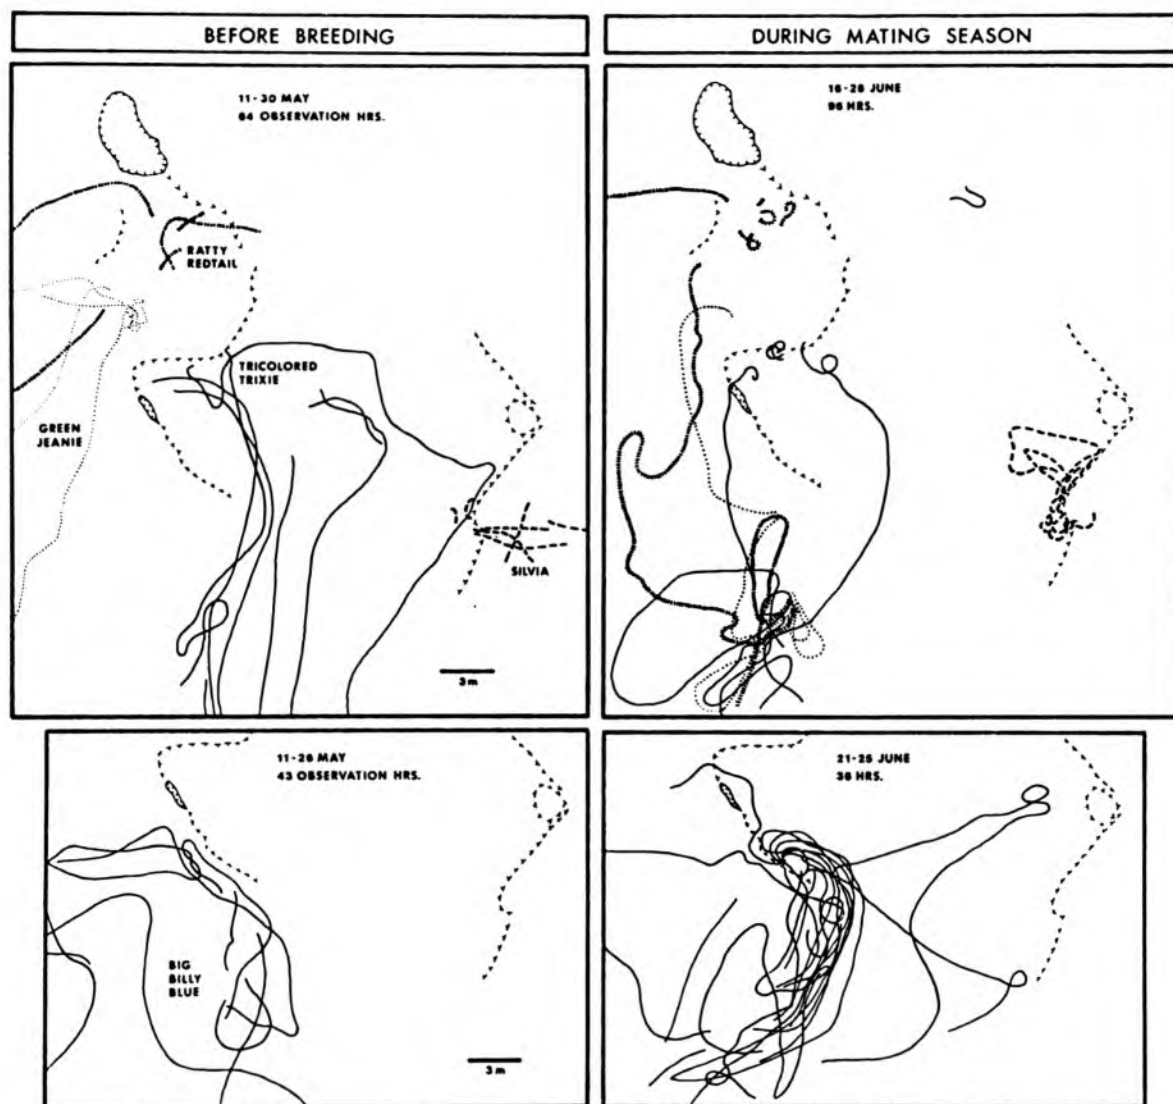 BEFORE BREEDING
DURING MATING SEASON
11-30 MAY
64 OBSERVATION HRS.
RATTY
REDTAIL
TRICOLORED
TRIXIE
GREEN
JEANIE
SILVIA
3m
16-28 JUNE
96 HRS.
11-26 MAY
43 OBSERVATION HRS.
BIG
BILLY
BLUE
3m
21-25 JUNE
36 HRS.